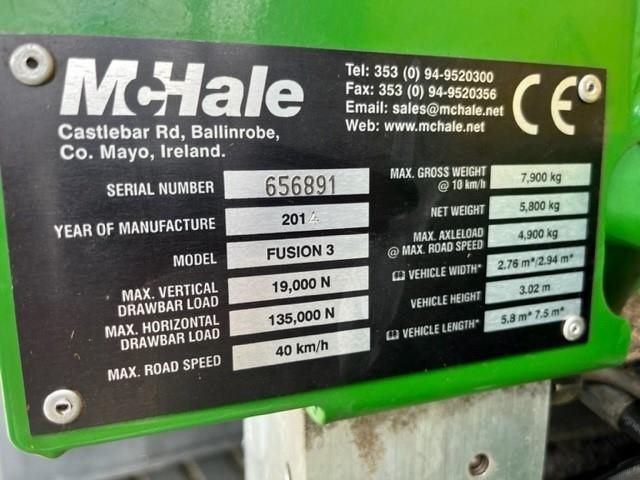 McHale
Castlebar Rd, Ballinrobe,
Co. Mayo, Ireland.
Tel: 353 (0) 94-9520300
Fax: 353 (0) 94-9520356
Email: sales@mchale.net
Web: www.mchale.net
CE
SERIAL NUMBER 656891
YEAR OF MANUFACTURE 2014
MODEL FUSION 3
MAX. VERTICAL
DRAWBAR LOAD 19,000 N
MAX. HORIZONTAL
DRAWBAR LOAD 135,000 N
MAX. ROAD SPEED 40 km/h
MAX. GROSS WEIGHT
@ 10 km/h 7,900 kg
NET WEIGHT 5,800 kg
MAX. AXLELOAD
@ MAX. ROAD SPEED 4,900 kg
VEHICLE WIDTH* 2.76 m*/2.94 m*
VEHICLE HEIGHT 3.02 m
VEHICLE LENGTH* 5.8 m* 7.5 m*